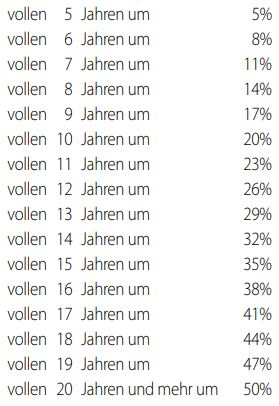 vollen 5 Jahren um 5%
vollen 6 Jahren um 8%
vollen 7 Jahren um 11%
vollen 8 Jahren um 14%
vollen 9 Jahren um 17%
vollen 10 Jahren um 20%
vollen 11 Jahren um 23%
vollen 12 Jahren um 26%
vollen 13 Jahren um 29%
vollen 14 Jahren um 32%
vollen 15 Jahren um 35%
vollen 16 Jahren um 38%
vollen 17 Jahren um 41%
vollen 18 Jahren um 44%
vollen 19 Jahren um 47%
vollen 20 Jahren und mehr um 50%